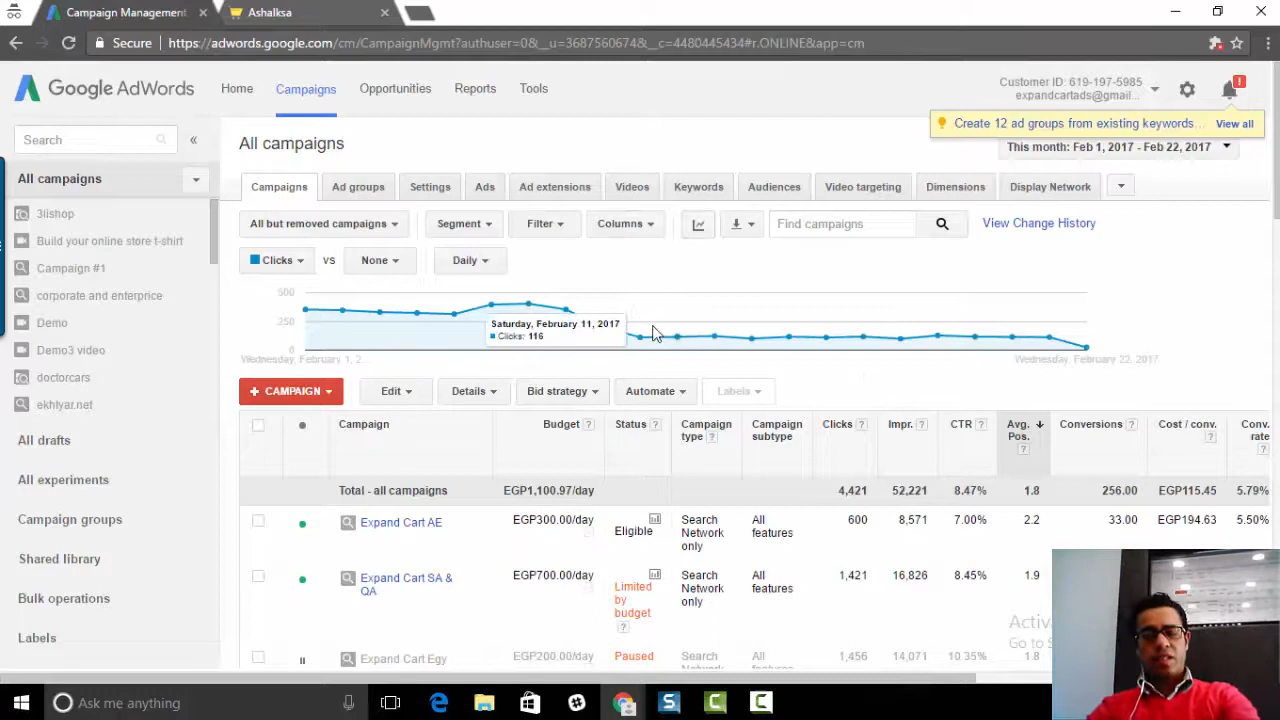 Campaign Management
Ashalksa
Secure
https://adwords.google.com/cm/CampaignMgmt?authuser=0&__u=3687560674&__c=4480445434#r.ONLINE&app=cm
Google AdWords
Home
Campaigns
Opportunities
Reports
Tools
Customer ID: 619-197-5985
expandcartads@gmail...
!
Create 12 ad groups from existing keywords...
View all
Search
«
All campaigns
This month: Feb 1, 2017 - Feb 22, 2017
All campaigns
Campaigns
Ad groups
Settings
Ads
Ad extensions
Videos
Keywords
Audiences
Video targeting
Dimensions
Display Network
3lishop
Build your online store t-shirt
Campaign #1
corporate and enterprice
Demo
Demo3 video
doctorcars
ekhtyar.net
All drafts
All experiments
Campaign groups
Shared library
Bulk operations
Labels
All but removed campaigns
Segment
Filter
Columns
Find campaigns
View Change History
Clicks
VS
None
Daily
500
250
0
Saturday, February 11, 2017
Clicks: 116
Wednesday, February 1, 2...
Wednesday, February 22, 2017
+ CAMPAIGN
Edit
Details
Bid strategy
Automate
Labels
Campaign
Budget ?
Status ?
Campaign type ?
Campaign subtype
Clicks ?
Impr. ?
CTR ?
Avg. Pos. ?
Conversions ?
Cost / conv. ?
Conv. rate ?
Total - all campaigns
EGP1,100.97/day
4,421
52,221
8.47%
1.8
256.00
EGP115.45
5.79%
Expand Cart AE
EGP300.00/day
Eligible
Search Network only
All features
600
8,571
7.00%
2.2
33.00
EGP194.63
5.50%
Expand Cart SA & QA
EGP700.00/day
Limited by budget ?
Search Network only
All features
1,421
16,826
8.45%
1.9
Expand Cart Egy
EGP200.00/day
Paused
Search
All
1,456
14,071
10.35%
1.8
Activ
Go to S
Ask me anything